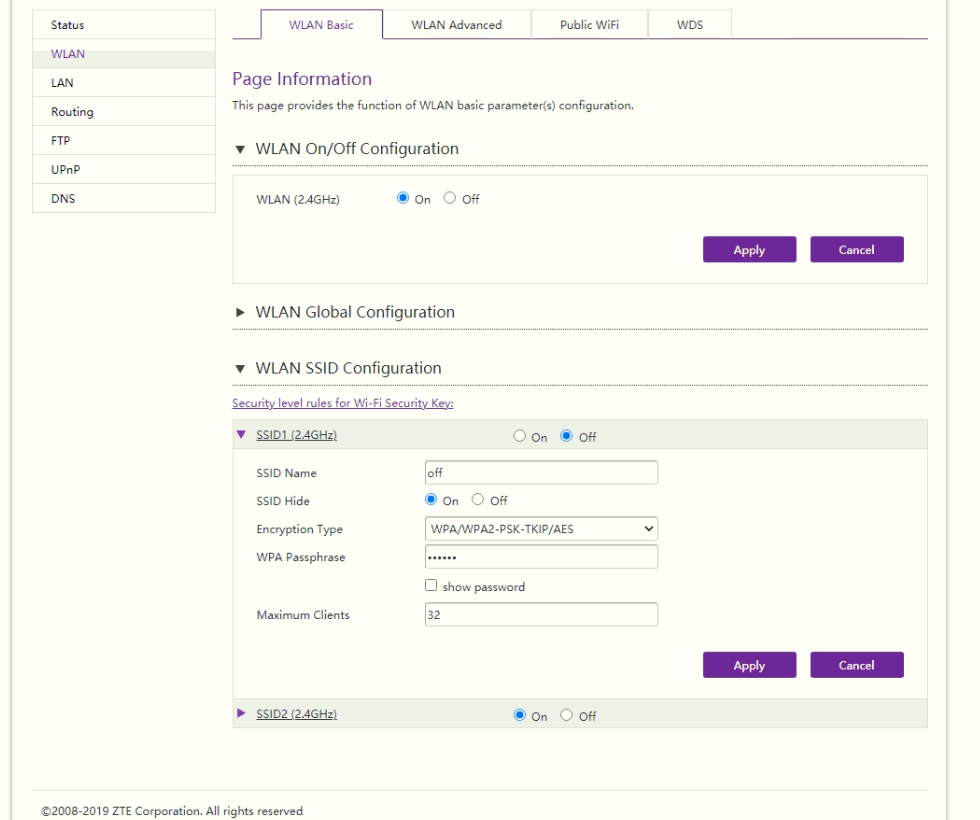 Status
WLAN
LAN
Routing
FTP
UPnP
DNS
WLAN Basic WLAN Advanced Public WiFi WDS
Page Information
This page provides the function of WLAN basic parameter(s) configuration.
WLAN On/Off Configuration
WLAN (2.4GHz) On Off
Apply Cancel
WLAN Global Configuration
WLAN SSID Configuration
Security level rules for Wi-Fi Security Key:
SSID1 (2.4GHz) On Off
SSID Name off
SSID Hide On Off
Encryption Type WPA/WPA2-PSK-TKIP/AES
WPA Passphrase ••••••
show password
Maximum Clients 32
Apply Cancel
SSID2 (2.4GHz) On Off
©2008-2019 ZTE Corporation. All rights reserved